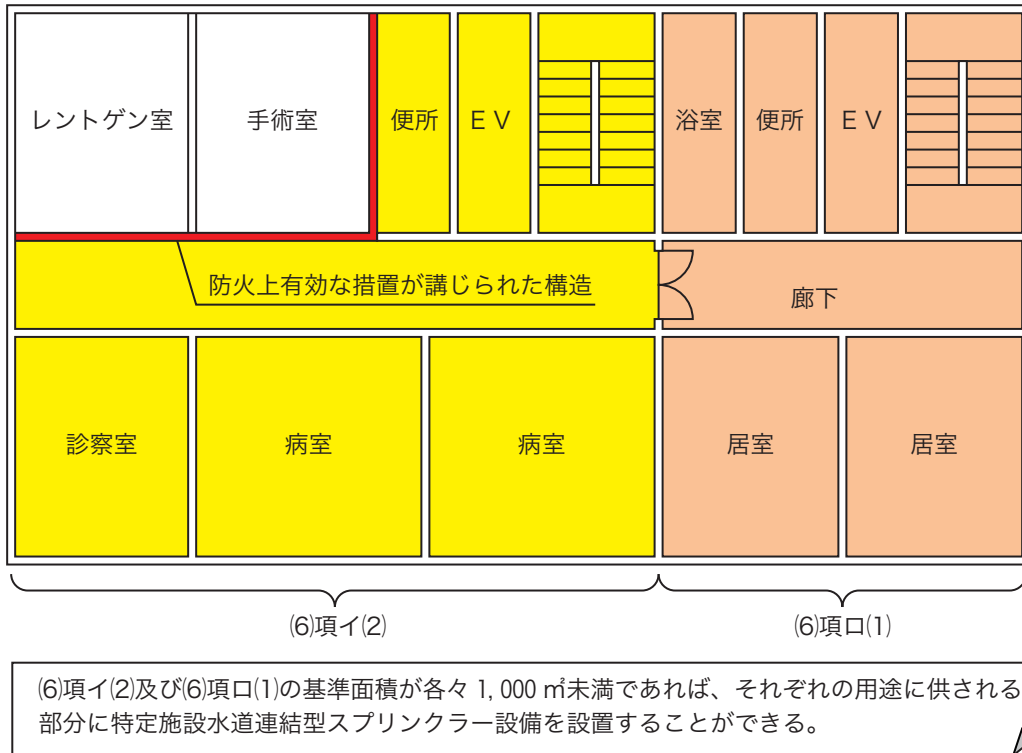 レントゲン室 手術室 便所 ＥＶ 浴室 便所 ＥＶ
防火上有効な措置が講じられた構造
廊下
診察室 病室 病室 居室 居室
⑹項イ⑵ ⑹項ロ⑴
⑹項イ⑵及び⑹項ロ⑴の基準面積が各々 1, 000 ㎡未満であれば、それぞれの用途に供される
部分に特定施設水道連結型スプリンクラー設備を設置することができる。